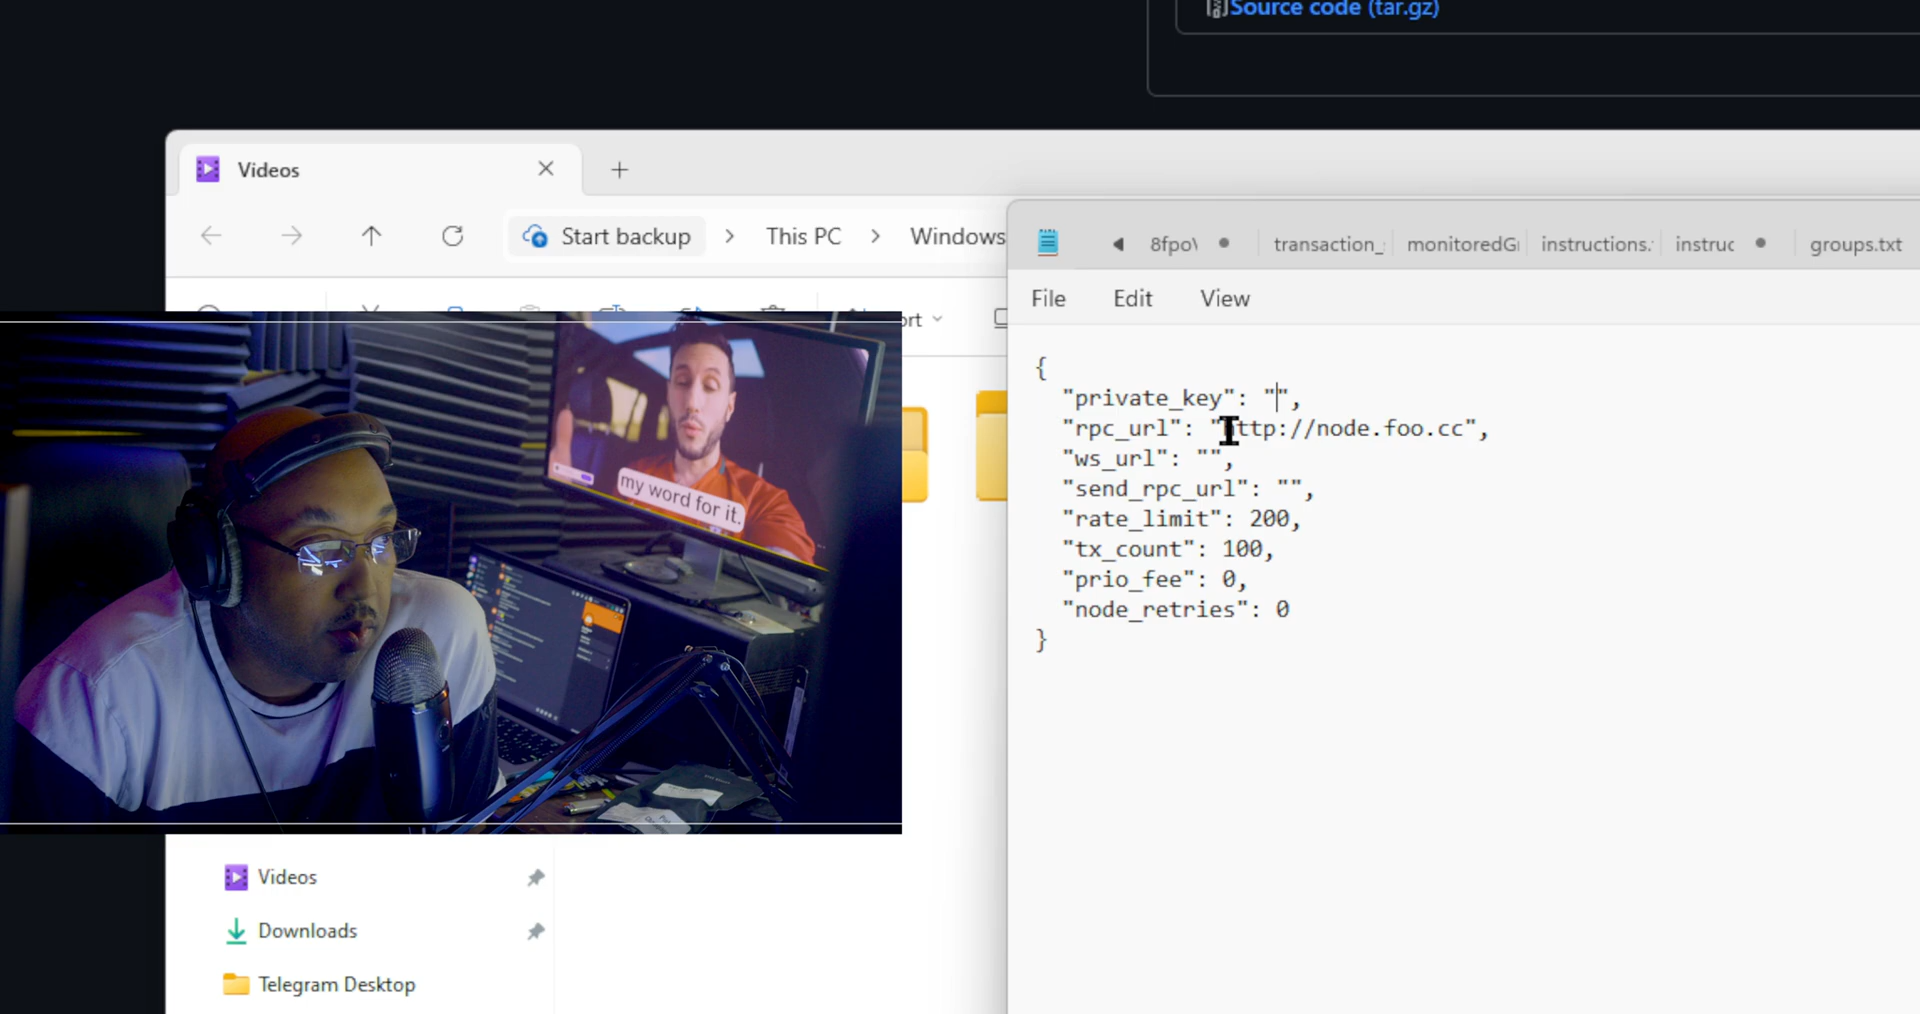 Source code (tar.gz)
Videos
Start backup
This PC
Windows
8fpo
transaction_
monitoredG
instructions.
instruc
groups.txt
File
Edit
View
{
"private_key": "",
"rpc_url": "http://node.foo.cc",
"ws_url": "",
"send_rpc_url": "",
"rate_limit": 200,
"tx_count": 100,
"prio_fee": 0,
"node_retries": 0
}
my word for it.
Videos
Downloads
Telegram Desktop